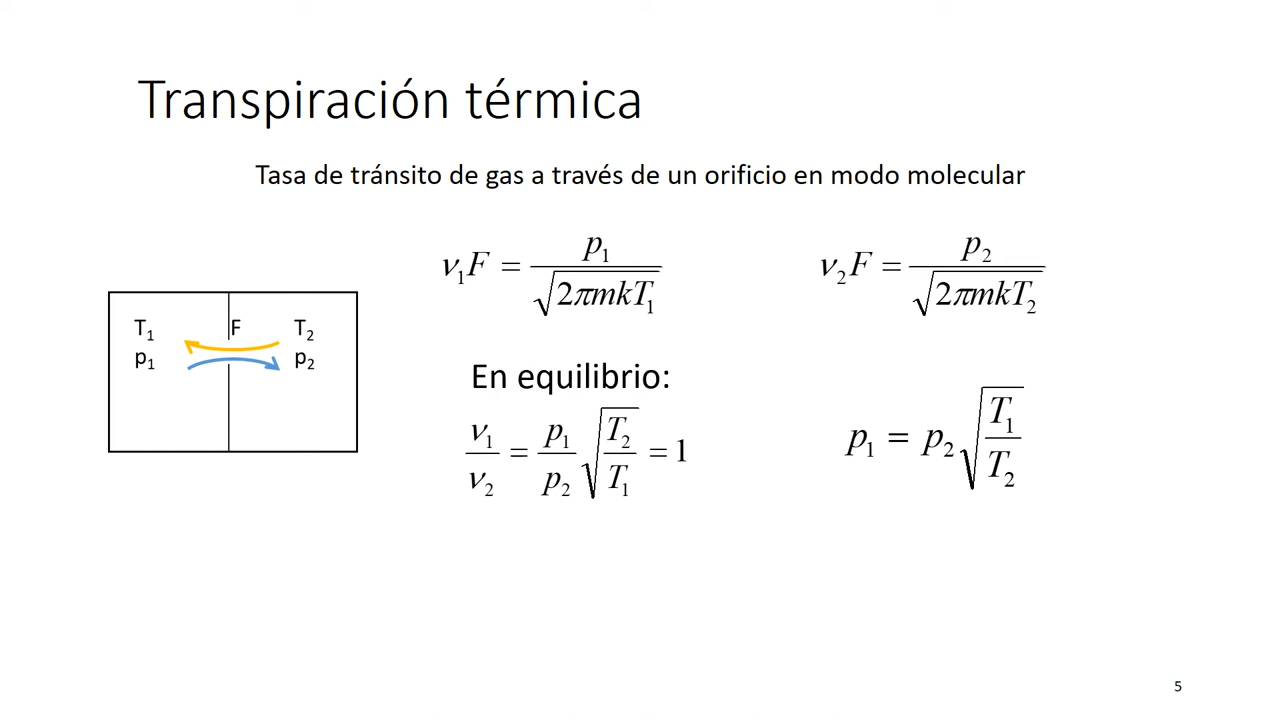 Transpiración térmica
Tasa de tránsito de gas a través de un orificio en modo molecular
ν₁F = p₁ / √(2πmkT₁)
ν₂F = p₂ / √(2πmkT₂)
T₁ F T₂
p₁ p₂
En equilibrio:
ν₁/ν₂ = p₁/p₂ √(T₂/T₁) = 1
p₁ = p₂ √(T₁/T₂)
5